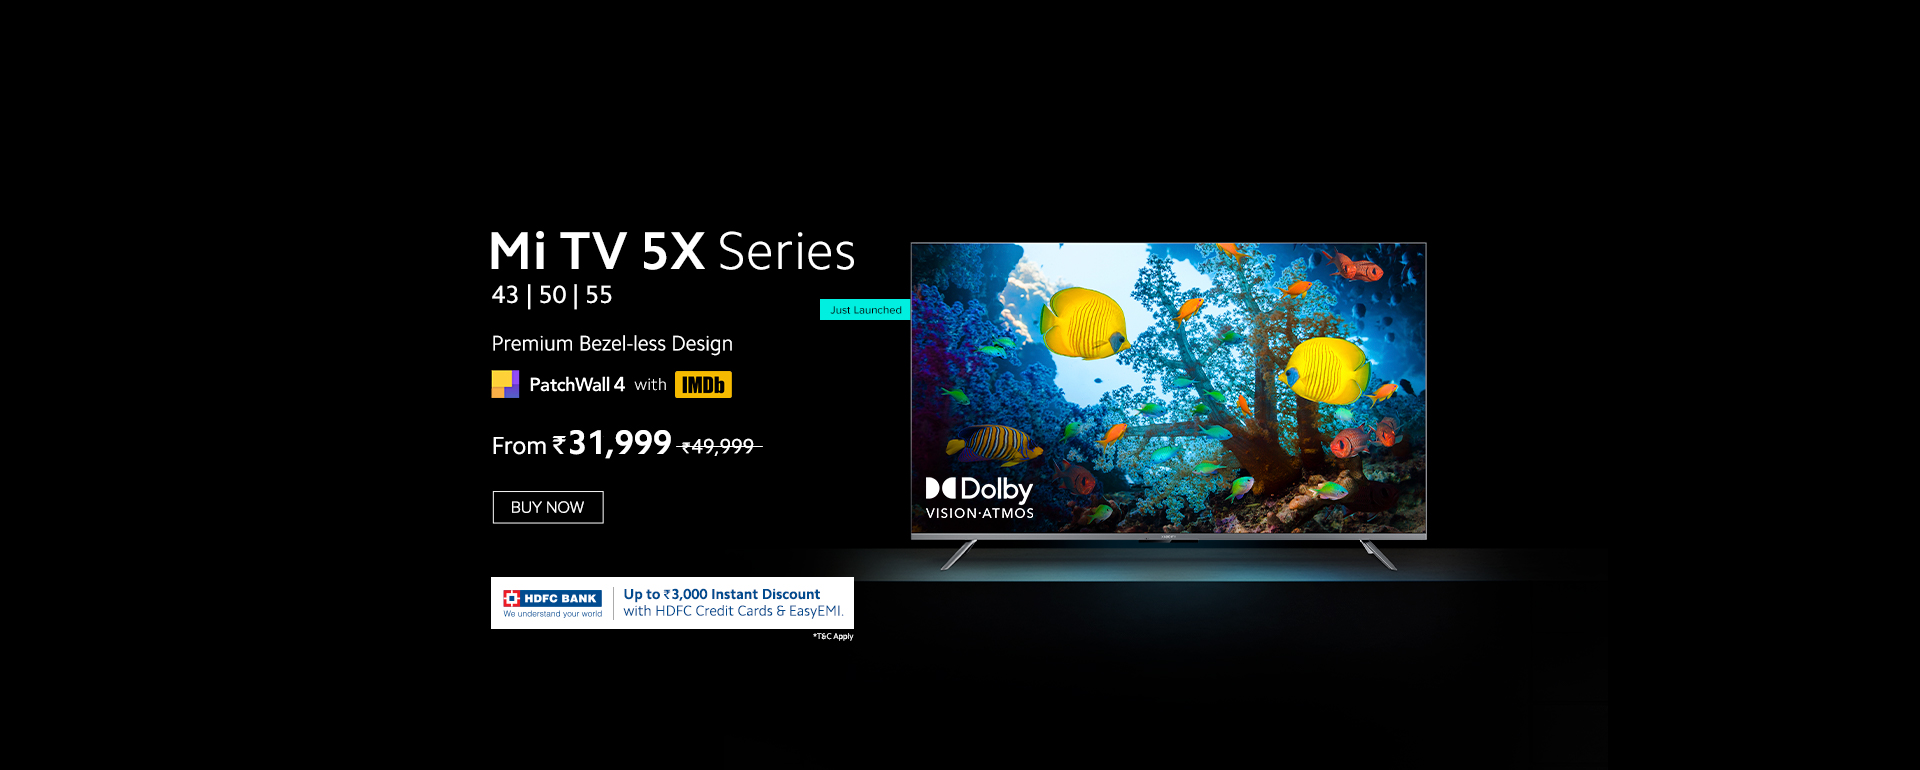 Mi TV 5X Series
43 | 50 | 55
Just Launched
Premium Bezel-less Design
PatchWall 4 with IMDb
From ₹31,999 ₹49,999
BUY NOW
Dolby
VISION·ATMOS
HDFC BANK
We understand your world
Up to ₹3,000 Instant Discount
with HDFC Credit Cards & EasyEMI.
*T&C Apply